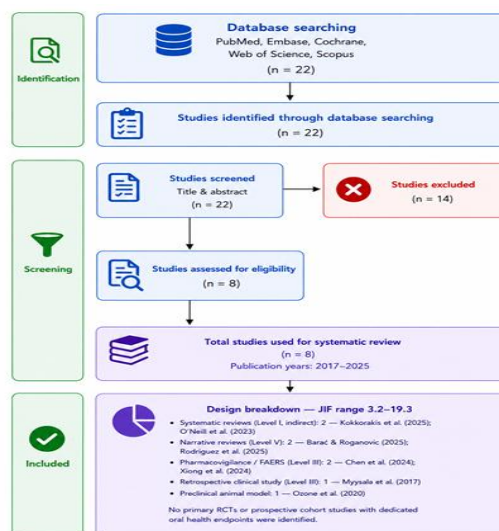 Identification
Database searching
PubMed, Embase, Cochrane,
Web of Science, Scopus
(n = 22)
Studies identified through database searching
(n = 22)
Screening
Studies screened
Title & abstract
(n = 22)
Studies excluded
(n = 14)
Studies assessed for eligibility
(n = 8)
Total studies used for systematic review
(n = 8)
Publication years: 2017–2025
Included
Design breakdown — JIF range 3.2–19.3
• Systematic reviews (Level I, indirect): 2 — Kokkorakis et al. (2025);
O'Neill et al. (2023)
• Narrative reviews (Level V): 2 — Barać & Roganovic (2025);
Rodriguez et al. (2025)
• Pharmacovigilance / FAERS (Level III): 2 — Chen et al. (2024);
Xiong et al. (2024)
• Retrospective clinical study (Level III): 1 — Myysala et al. (2017)
• Preclinical animal model: 1 — Ozone et al. (2020)
No primary RCTs or prospective cohort studies with dedicated
oral health endpoints were identified.